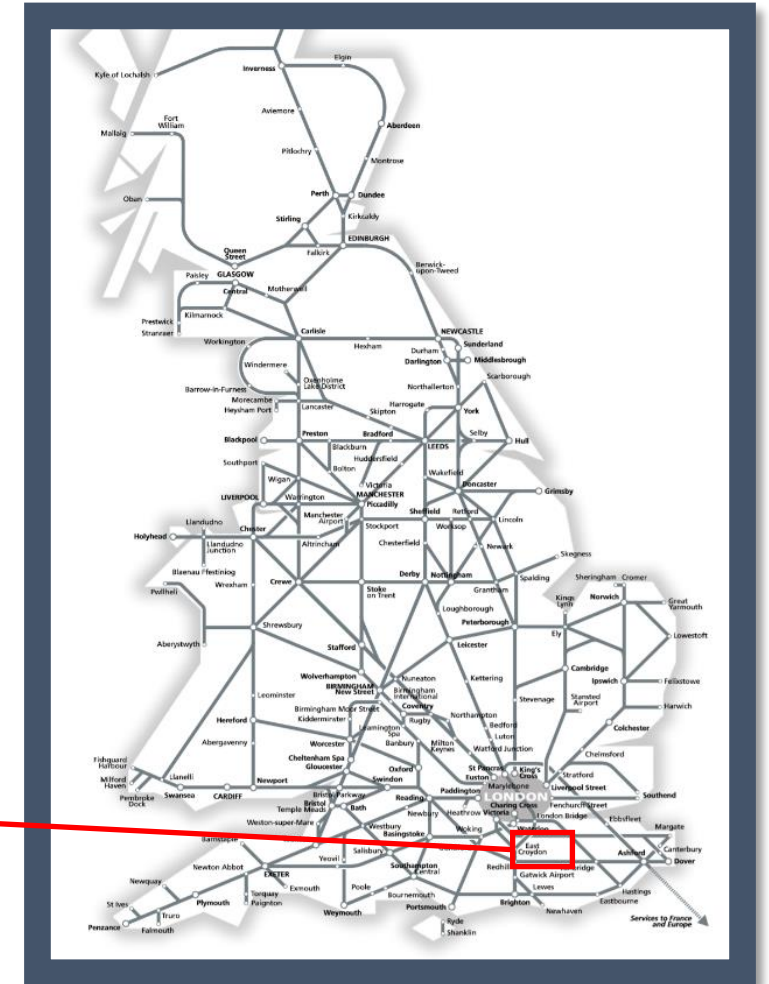 Elgin
Inverness
Kyle of Lochalsh
Aviemore
Fort
William
Aberdeen
Mallaig
Pitlochry
Montrose
Perth
Dundee
Oban
Kirkcaldy
Stirling
EDINBURGH
Queen
Street
Falkirk
Berwick-
upon-Tweed
Paisley
GLASGOW
Central
Motherwell
Prestwick
Kilmarnock
Stranraer
Carlisle
NEWCASTLE
Workington
Hexham
Sunderland
Durham
Darlington
Middlesbrough
Windermere
Scarborough
Oxenholme
Lake District
Barrow-in-Furness
Northallerton
Morecambe
Heysham Port
Lancaster
Harrogate
York
Skipton
Blackpool
Preston
Bradford
Selby
Blackburn
LEEDS
Hull
Huddersfield
Southport
Bolton
Wakefield
Wigan
Victoria
Doncaster
LIVERPOOL
Warrington
MANCHESTER
Piccadilly
Grimsby
Manchester
Airport
Sheffield
Retford
Llandudno
Chester
Stockport
Worksop
Lincoln
Holyhead
Llandudno
Junction
Altrincham
Chesterfield
Newark
Skegness
Blaenau Ffestiniog
Wrexham
Crewe
Derby
Nottingham
Spalding
Sheringham
Cromer
Pwllheli
Stoke
on Trent
Grantham
Kings
Lynn
Norwich
Great
Yarmouth
Loughborough
Aberystwyth
Shrewsbury
Peterborough
Ely
Lowestoft
Stafford
Leicester
Wolverhampton
Cambridge
BIRMINGHAM
New Street
Nuneaton
Kettering
Ipswich
Felixstowe
Leominster
Birmingham
International
Stansted
Airport
Birmingham Moor Street
Coventry
Stevenage
Harwich
Hereford
Kidderminster
Rugby
Northampton
Leamington
Spa
Bedford
Colchester
Worcester
Luton
Abergavenny
Banbury
Milton
Keynes
Watford Junction
Chelmsford
Cheltenham Spa
Gloucester
Oxford
St Pancras
King's
Cross
Fishguard
Harbour
Euston
Stratford
Llanelli
Swindon
Marylebone
Milford
Haven
Newport
Paddington
Liverpool Street
Pembroke
Dock
Swansea
CARDIFF
Bristol Parkway
Reading
LONDON
Southend
Bristol
Temple Meads
Bath
Heathrow
Victoria
Charing Cross
Fenchurch Street
Newbury
London Bridge
Ebbsfleet
Weston-super-Mare
Westbury
Basingstoke
Woking
Waterloo
Margate
Barnstaple
East
Croydon
Canterbury
Yeovil
Salisbury
Ashford
Dover
Newton Abbot
Southampton
Central
Gatwick Airport
Newquay
EXETER
Lewes
Hastings
Exmouth
Poole
Bournemouth
Eastbourne
St Ives
Plymouth
Torquay
Paignton
Portsmouth
Brighton
Newhaven
Truro
Weymouth
Penzance
Falmouth
Ryde
Shanklin
Services to France
and Europe